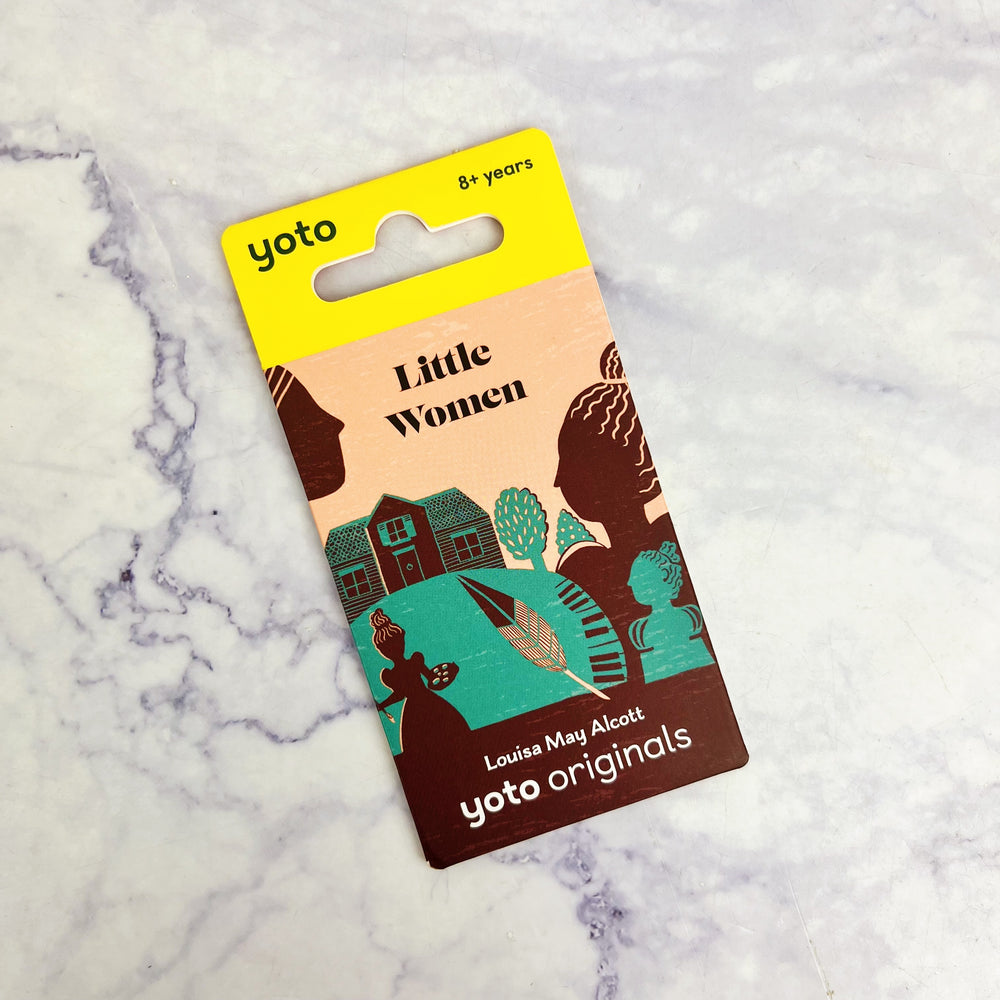 yoto
8+ years
Little
Women
Louisa May Alcott
yoto originals